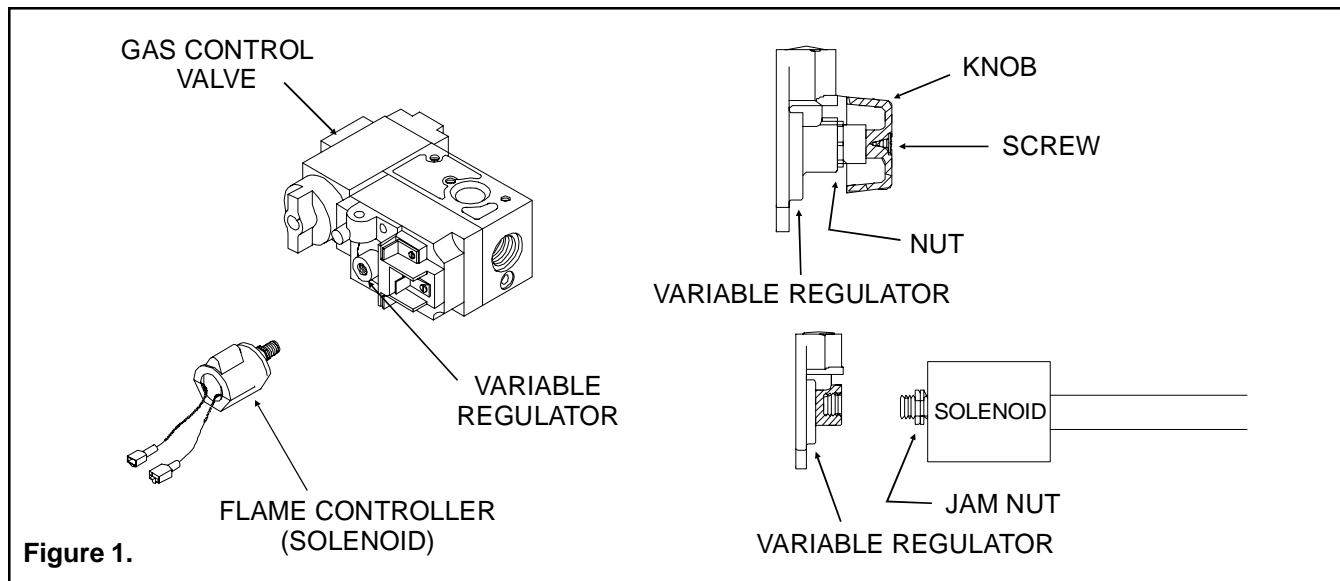 GAS CONTROL
VALVE
VARIABLE
REGULATOR
FLAME CONTROLLER
(SOLENOID)
KNOB
SCREW
NUT
VARIABLE REGULATOR
SOLENOID
JAM NUT
VARIABLE REGULATOR
Figure 1.